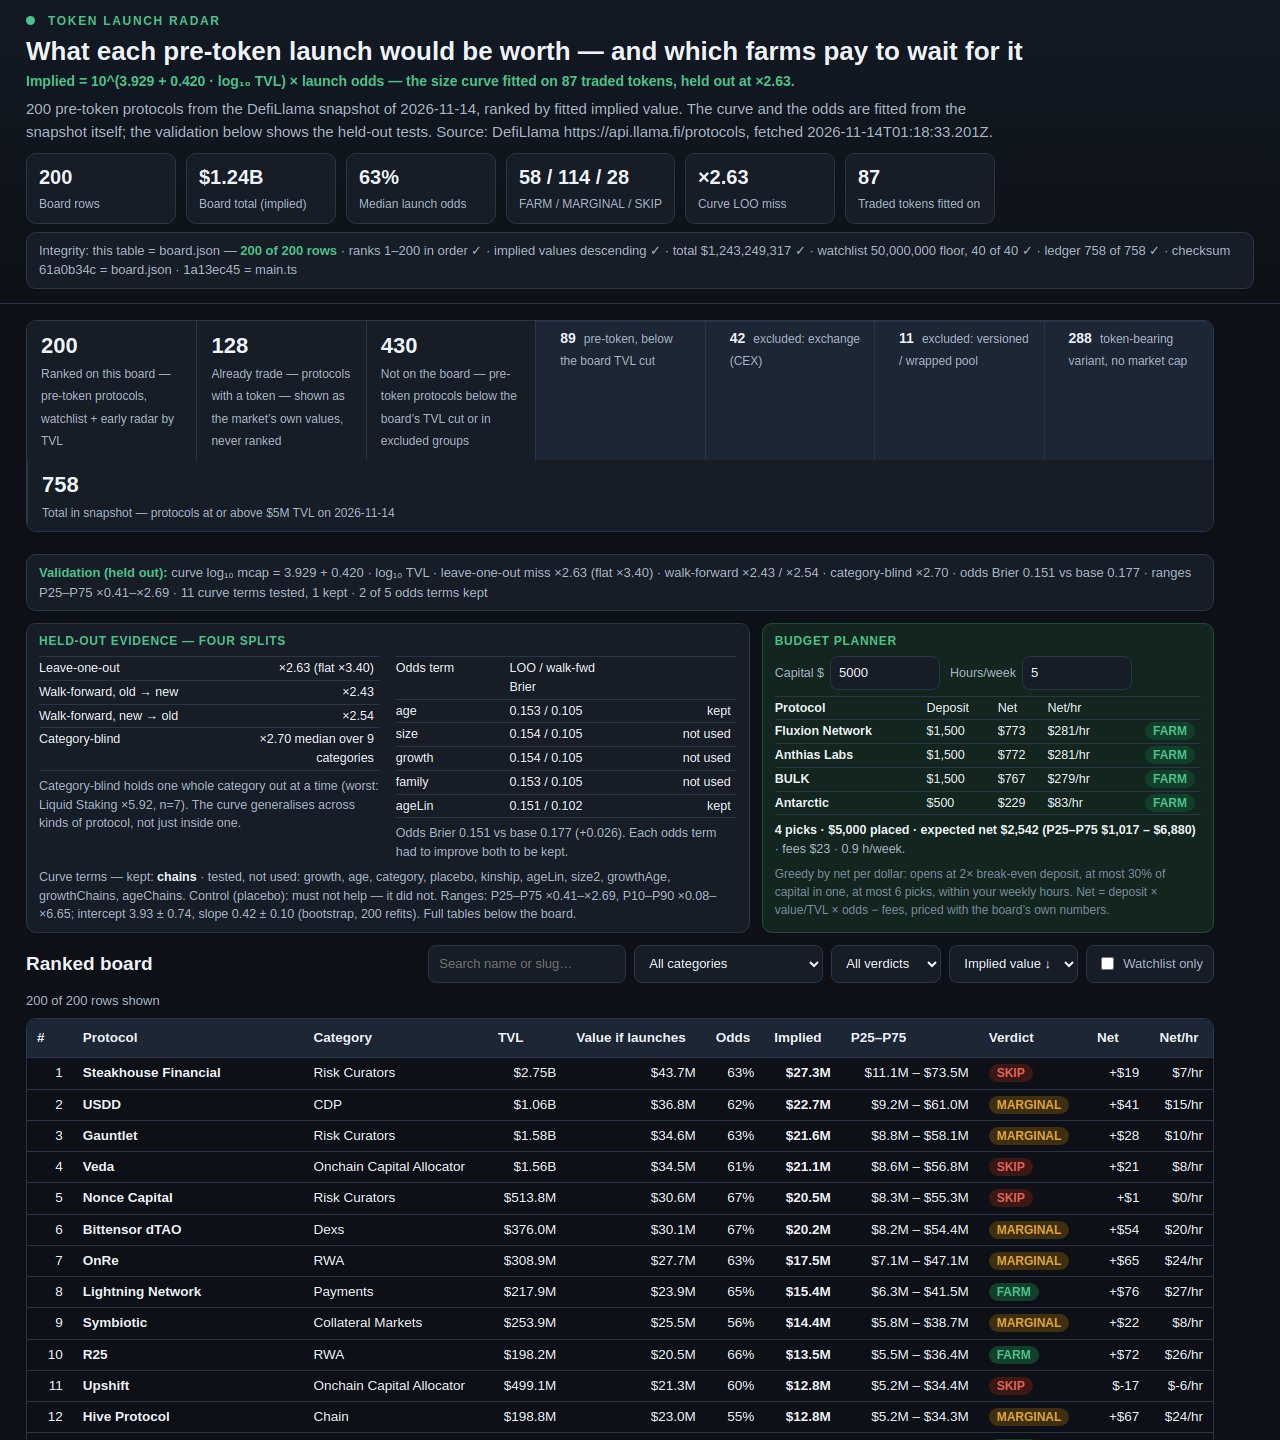 TOKEN LAUNCH RADAR
What each pre-token launch would be worth — and which farms pay to wait for it
Implied = 10^(3.929 + 0.420 · log₁₀ TVL) × launch odds — the size curve fitted on 87 traded tokens, held out at ×2.63.
200 pre-token protocols from the DefiLlama snapshot of 2026-11-14, ranked by fitted implied value. The curve and the odds are fitted from the
snapshot itself; the validation below shows the held-out tests. Source: DefiLlama https://api.llama.fi/protocols, fetched 2026-11-14T01:18:33.201Z.
200 $1.24B 63% 58 / 114 / 28 ×2.63 87
Board rows Board total (implied) Median launch odds FARM / MARGINAL / SKIP Curve LOO miss Traded tokens fitted on
Integrity: this table = board.json — 200 of 200 rows · ranks 1–200 in order ✓ · implied values descending ✓ · total $1,243,249,317 ✓ · watchlist 50,000,000 floor, 40 of 40 ✓ · ledger 758 of 758 ✓ · checksum
61a0b34c = board.json · 1a13ec45 = main.ts
200
Ranked on this board —
pre-token protocols,
watchlist + early radar by
TVL
128
Already trade — protocols
with a token — shown as
the market's own values,
never ranked
430
Not on the board — pre-
token protocols below the
board's TVL cut or in
excluded groups
89 pre-token, below
the board TVL cut
42 excluded: exchange
(CEX)
11 excluded: versioned
/ wrapped pool
288 token-bearing
variant, no market cap
758
Total in snapshot — protocols at or above $5M TVL on 2026-11-14
Validation (held out): curve log₁₀ mcap = 3.929 + 0.420 · log₁₀ TVL · leave-one-out miss ×2.63 (flat ×3.40) · walk-forward ×2.43 / ×2.54 · category-blind ×2.70 · odds Brier 0.151 vs base 0.177 · ranges
P25–P75 ×0.41–×2.69 · 11 curve terms tested, 1 kept · 2 of 5 odds terms kept
HELD-OUT EVIDENCE — FOUR SPLITS
Leave-one-out ×2.63 (flat ×3.40)
Walk-forward, old → new ×2.43
Walk-forward, new → old ×2.54
Category-blind ×2.70 median over 9
categories
Category-blind holds one whole category out at a time (worst:
Liquid Staking ×5.92, n=7). The curve generalises across
kinds of protocol, not just inside one.
Odds term LOO / walk-fwd
Brier
age 0.153 / 0.105 kept
size 0.154 / 0.105 not used
growth 0.154 / 0.105 not used
family 0.153 / 0.105 not used
ageLin 0.151 / 0.102 kept
Odds Brier 0.151 vs base 0.177 (+0.026). Each odds term
had to improve both to be kept.
Curve terms — kept: chains · tested, not used: growth, age, category, placebo, kinship, ageLin, size2, growthAge,
growthChains, ageChains. Control (placebo): must not help — it did not. Ranges: P25–P75 ×0.41–×2.69, P10–P90 ×0.08–
×6.65; intercept 3.93 ± 0.74, slope 0.42 ± 0.10 (bootstrap, 200 refits). Full tables below the board.
BUDGET PLANNER
Capital $ 5000 Hours/week 5
Protocol Deposit Net Net/hr
Fluxion Network $1,500 $773 $281/hr FARM
Anthias Labs $1,500 $772 $281/hr FARM
BULK $1,500 $767 $279/hr FARM
Antarctic $500 $229 $83/hr FARM
4 picks · $5,000 placed · expected net $2,542 (P25–P75 $1,017 – $6,880)
· fees $23 · 0.9 h/week.
Greedy by net per dollar: opens at 2× break-even deposit, at most 30% of
capital in one, at most 6 picks, within your weekly hours. Net = deposit ×
value/TVL × odds − fees, priced with the board's own numbers.
Ranked board
Search name or slug… All categories All verdicts Implied value ↓ Watchlist only
200 of 200 rows shown
# Protocol Category TVL Value if launches Odds Implied P25–P75 Verdict Net Net/hr
1 Steakhouse Financial Risk Curators $2.75B $43.7M 63% $27.3M $11.1M – $73.5M SKIP +$19 $7/hr
2 USDD CDP $1.06B $36.8M 62% $22.7M $9.2M – $61.0M MARGINAL +$41 $15/hr
3 Gauntlet Risk Curators $1.58B $34.6M 63% $21.6M $8.8M – $58.1M MARGINAL +$28 $10/hr
4 Veda Onchain Capital Allocator $1.56B $34.5M 61% $21.1M $8.6M – $56.8M SKIP +$21 $8/hr
5 Nonce Capital Risk Curators $513.8M $30.6M 67% $20.5M $8.3M – $55.3M SKIP +$1 $0/hr
6 Bittensor dTAO Dexs $376.0M $30.1M 67% $20.2M $8.2M – $54.4M MARGINAL +$54 $20/hr
7 OnRe RWA $308.9M $27.7M 63% $17.5M $7.1M – $47.1M MARGINAL +$65 $24/hr
8 Lightning Network Payments $217.9M $23.9M 65% $15.4M $6.3M – $41.5M FARM +$76 $27/hr
9 Symbiotic Collateral Markets $253.9M $25.5M 56% $14.4M $5.8M – $38.7M MARGINAL +$22 $8/hr
10 R25 RWA $198.2M $20.5M 66% $13.5M $5.5M – $36.4M FARM +$72 $26/hr
11 Upshift Onchain Capital Allocator $499.1M $21.3M 60% $12.8M $5.2M – $34.4M SKIP $-17 $-6/hr
12 Hive Protocol Chain $198.8M $23.0M 55% $12.8M $5.2M – $34.3M MARGINAL +$67 $24/hr